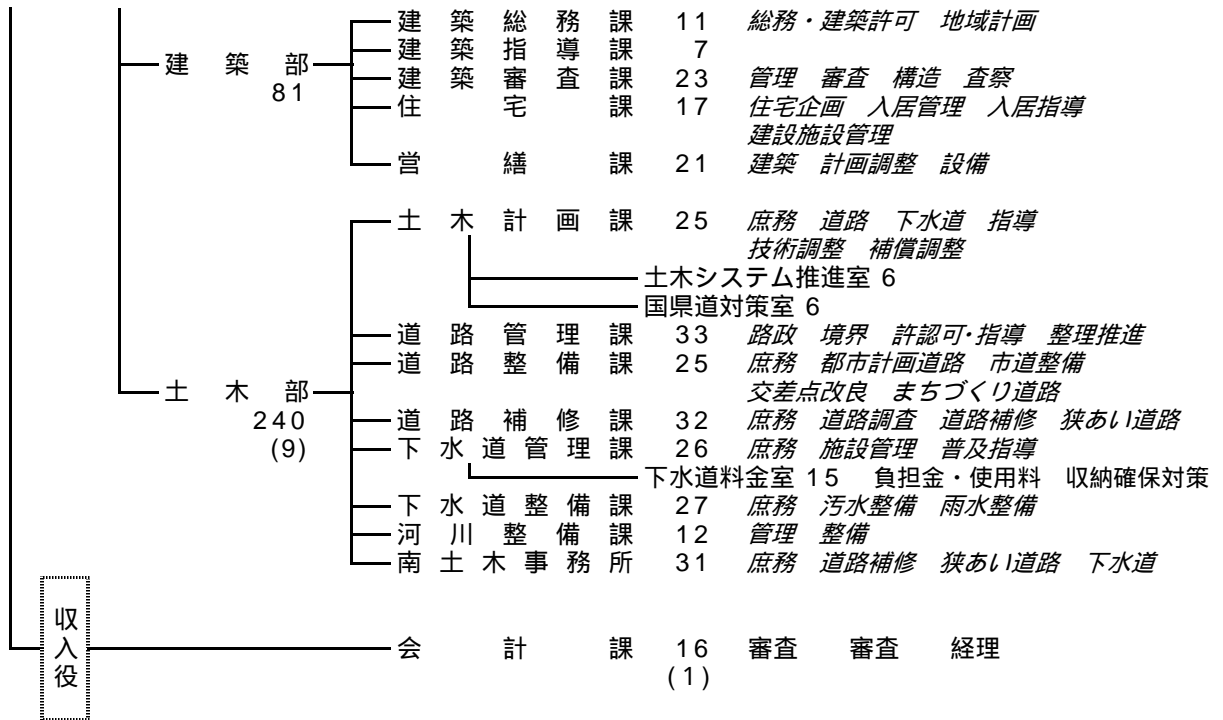 建築総務課 11 総務・建築許可 地域計画
建築指導課 7
建築部 建築審査課 23 管理 審査 構造 査察
81 住宅課 17 住宅企画 入居管理 入居指導
建設施設管理
営繕課 21 建築 計画調整 設備
土木計画課 25 庶務 道路 下水道 指導
技術調整 補償調整
土木システム推進室 6
国県道対策室 6
道路管理課 33 路政 境界 許認可・指導 整理推進
道路整備課 25 庶務 都市計画道路 市道整備
土木部 交差点改良 まちづくり道路
240 道路補修課 32 庶務 道路調査 道路補修 狭あい道路
(9) 下水道管理課 26 庶務 施設管理 普及指導
下水道料金室 15 負担金・使用料 収納確保対策
下水道整備課 27 庶務 汚水整備 雨水整備
河川整備課 12 管理 整備
南土木事務所 31 庶務 道路補修 狭あい道路 下水道
収入役 会計課 16 審査 審査 経理
(1)